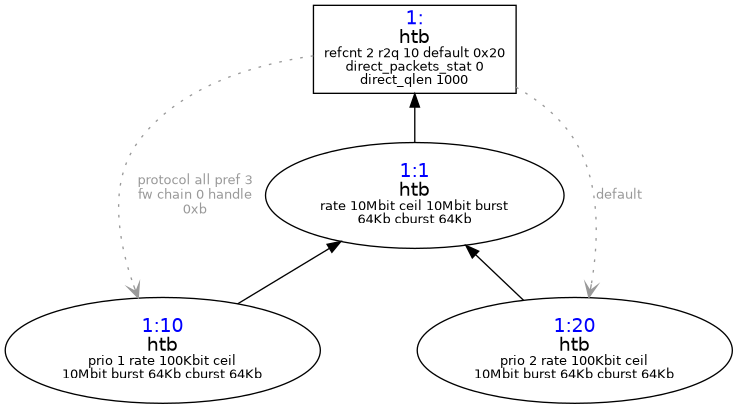 1:
htb
refcnt 2 r2q 10 default 0x20
direct_packets_stat 0
direct_qlen 1000
protocol all pref 3
fw chain 0 handle
0xb
1:1
htb
rate 10Mbit ceil 10Mbit burst
64Kb cburst 64Kb
default
1:10
htb
prio 1 rate 100Kbit ceil
10Mbit burst 64Kb cburst 64Kb
1:20
htb
prio 2 rate 100Kbit ceil
10Mbit burst 64Kb cburst 64Kb